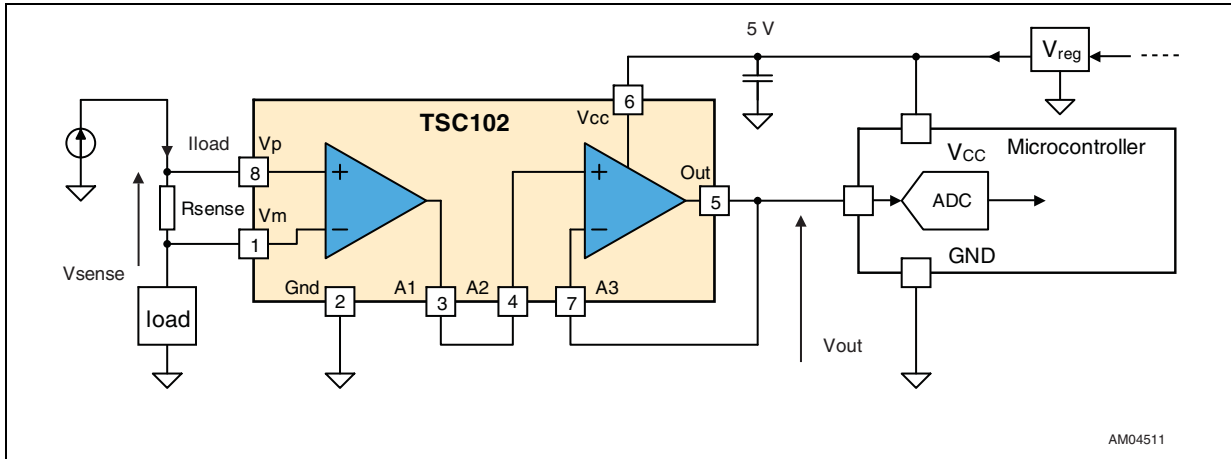 5 V
Vreg
TSC102
6
Vcc
Iload
Vp
8
+
−
Rsense
Vm
1
Vsense
load
Gnd
2
A1
3
A2
4
A3
7
+
−
Out
5
Vout
Microcontroller
VCC
ADC
GND
AM04511